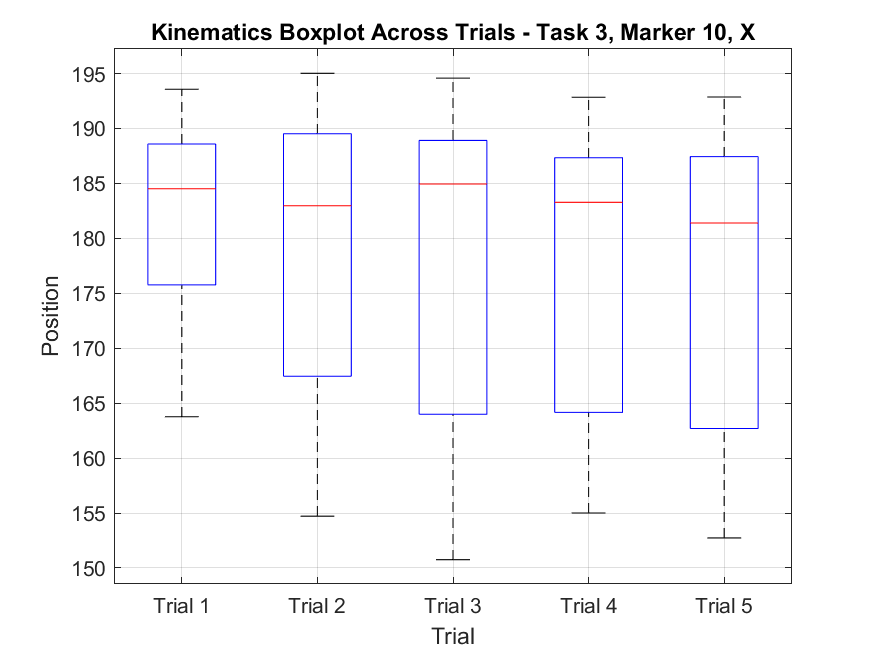 Kinematics Boxplot Across Trials - Task 3, Marker 10, X
195
190
185
180
175
170
165
160
155
150
Position
Trial 1 Trial 2 Trial 3 Trial 4 Trial 5
Trial